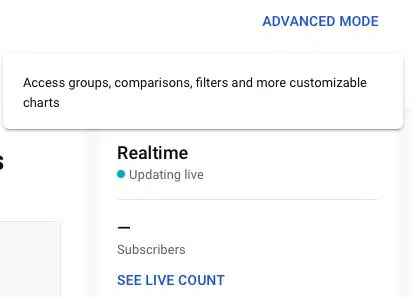 ADVANCED MODE
Access groups, comparisons, filters and more customizable
charts
Realtime
Updating live
—
Subscribers
SEE LIVE COUNT